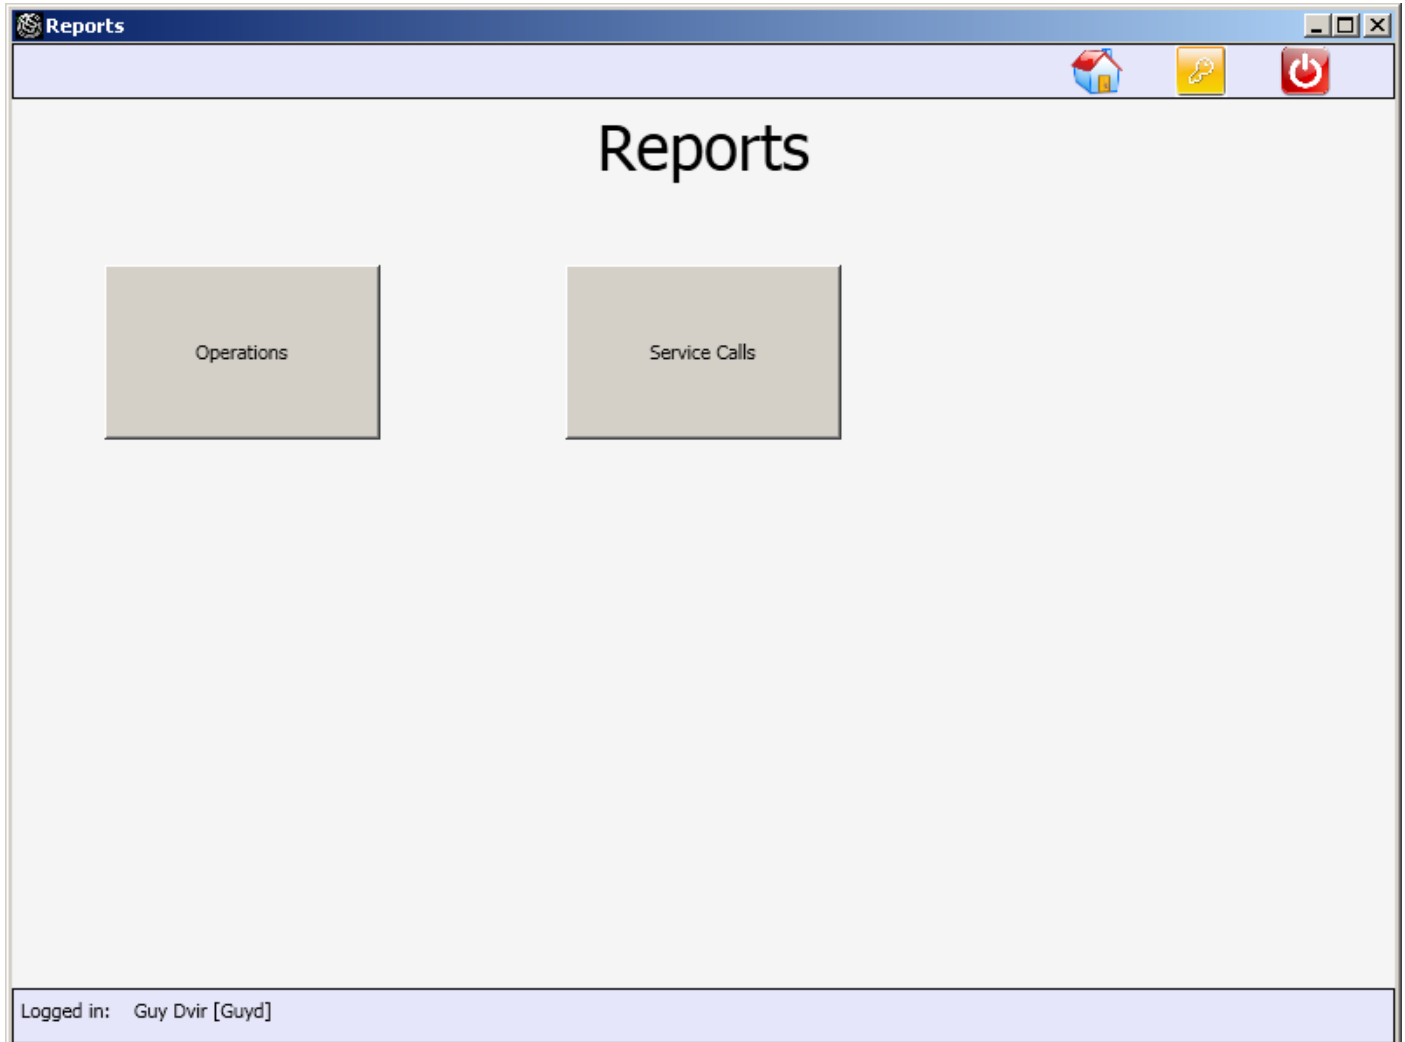 Reports
Reports
Operations
Service Calls
Logged in: Guy Dvir [Guyd]